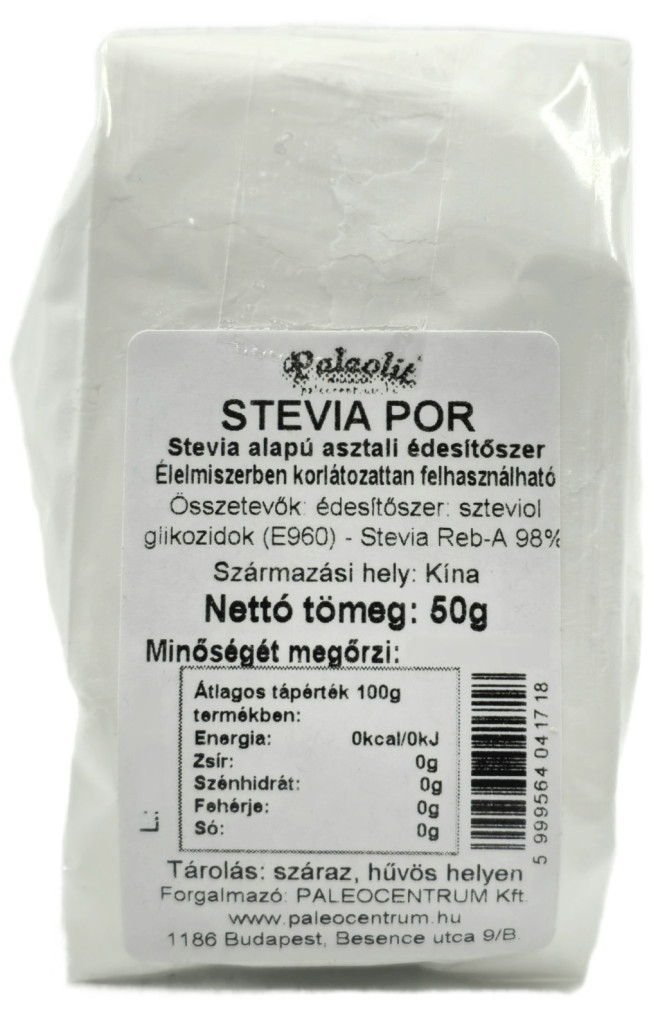 Paleolit
STEVIA POR
Stevia alapú asztali édesítőszer
Élelmiszerben korlátozattan felhasználható
Összetevők: édesítőszer: szteviol
glikozidok (E960) - Stevia Reb-A 98%
Származási hely: Kína
Nettó tömeg: 50g
Minőségét megőrzi:
Átlagos tápérték 100g
termékben:
Energia: 0kcal/0kJ
Zsír: 0g
Szénhidrát: 0g
Fehérje: 0g
Só: 0g
L.:
5 999564 041718
Tárolás: száraz, hűvös helyen
Forgalmazó: PALEOCENTRUM Kft.
www.paleocentrum.hu
1186 Budapest, Besence utca 9/B.